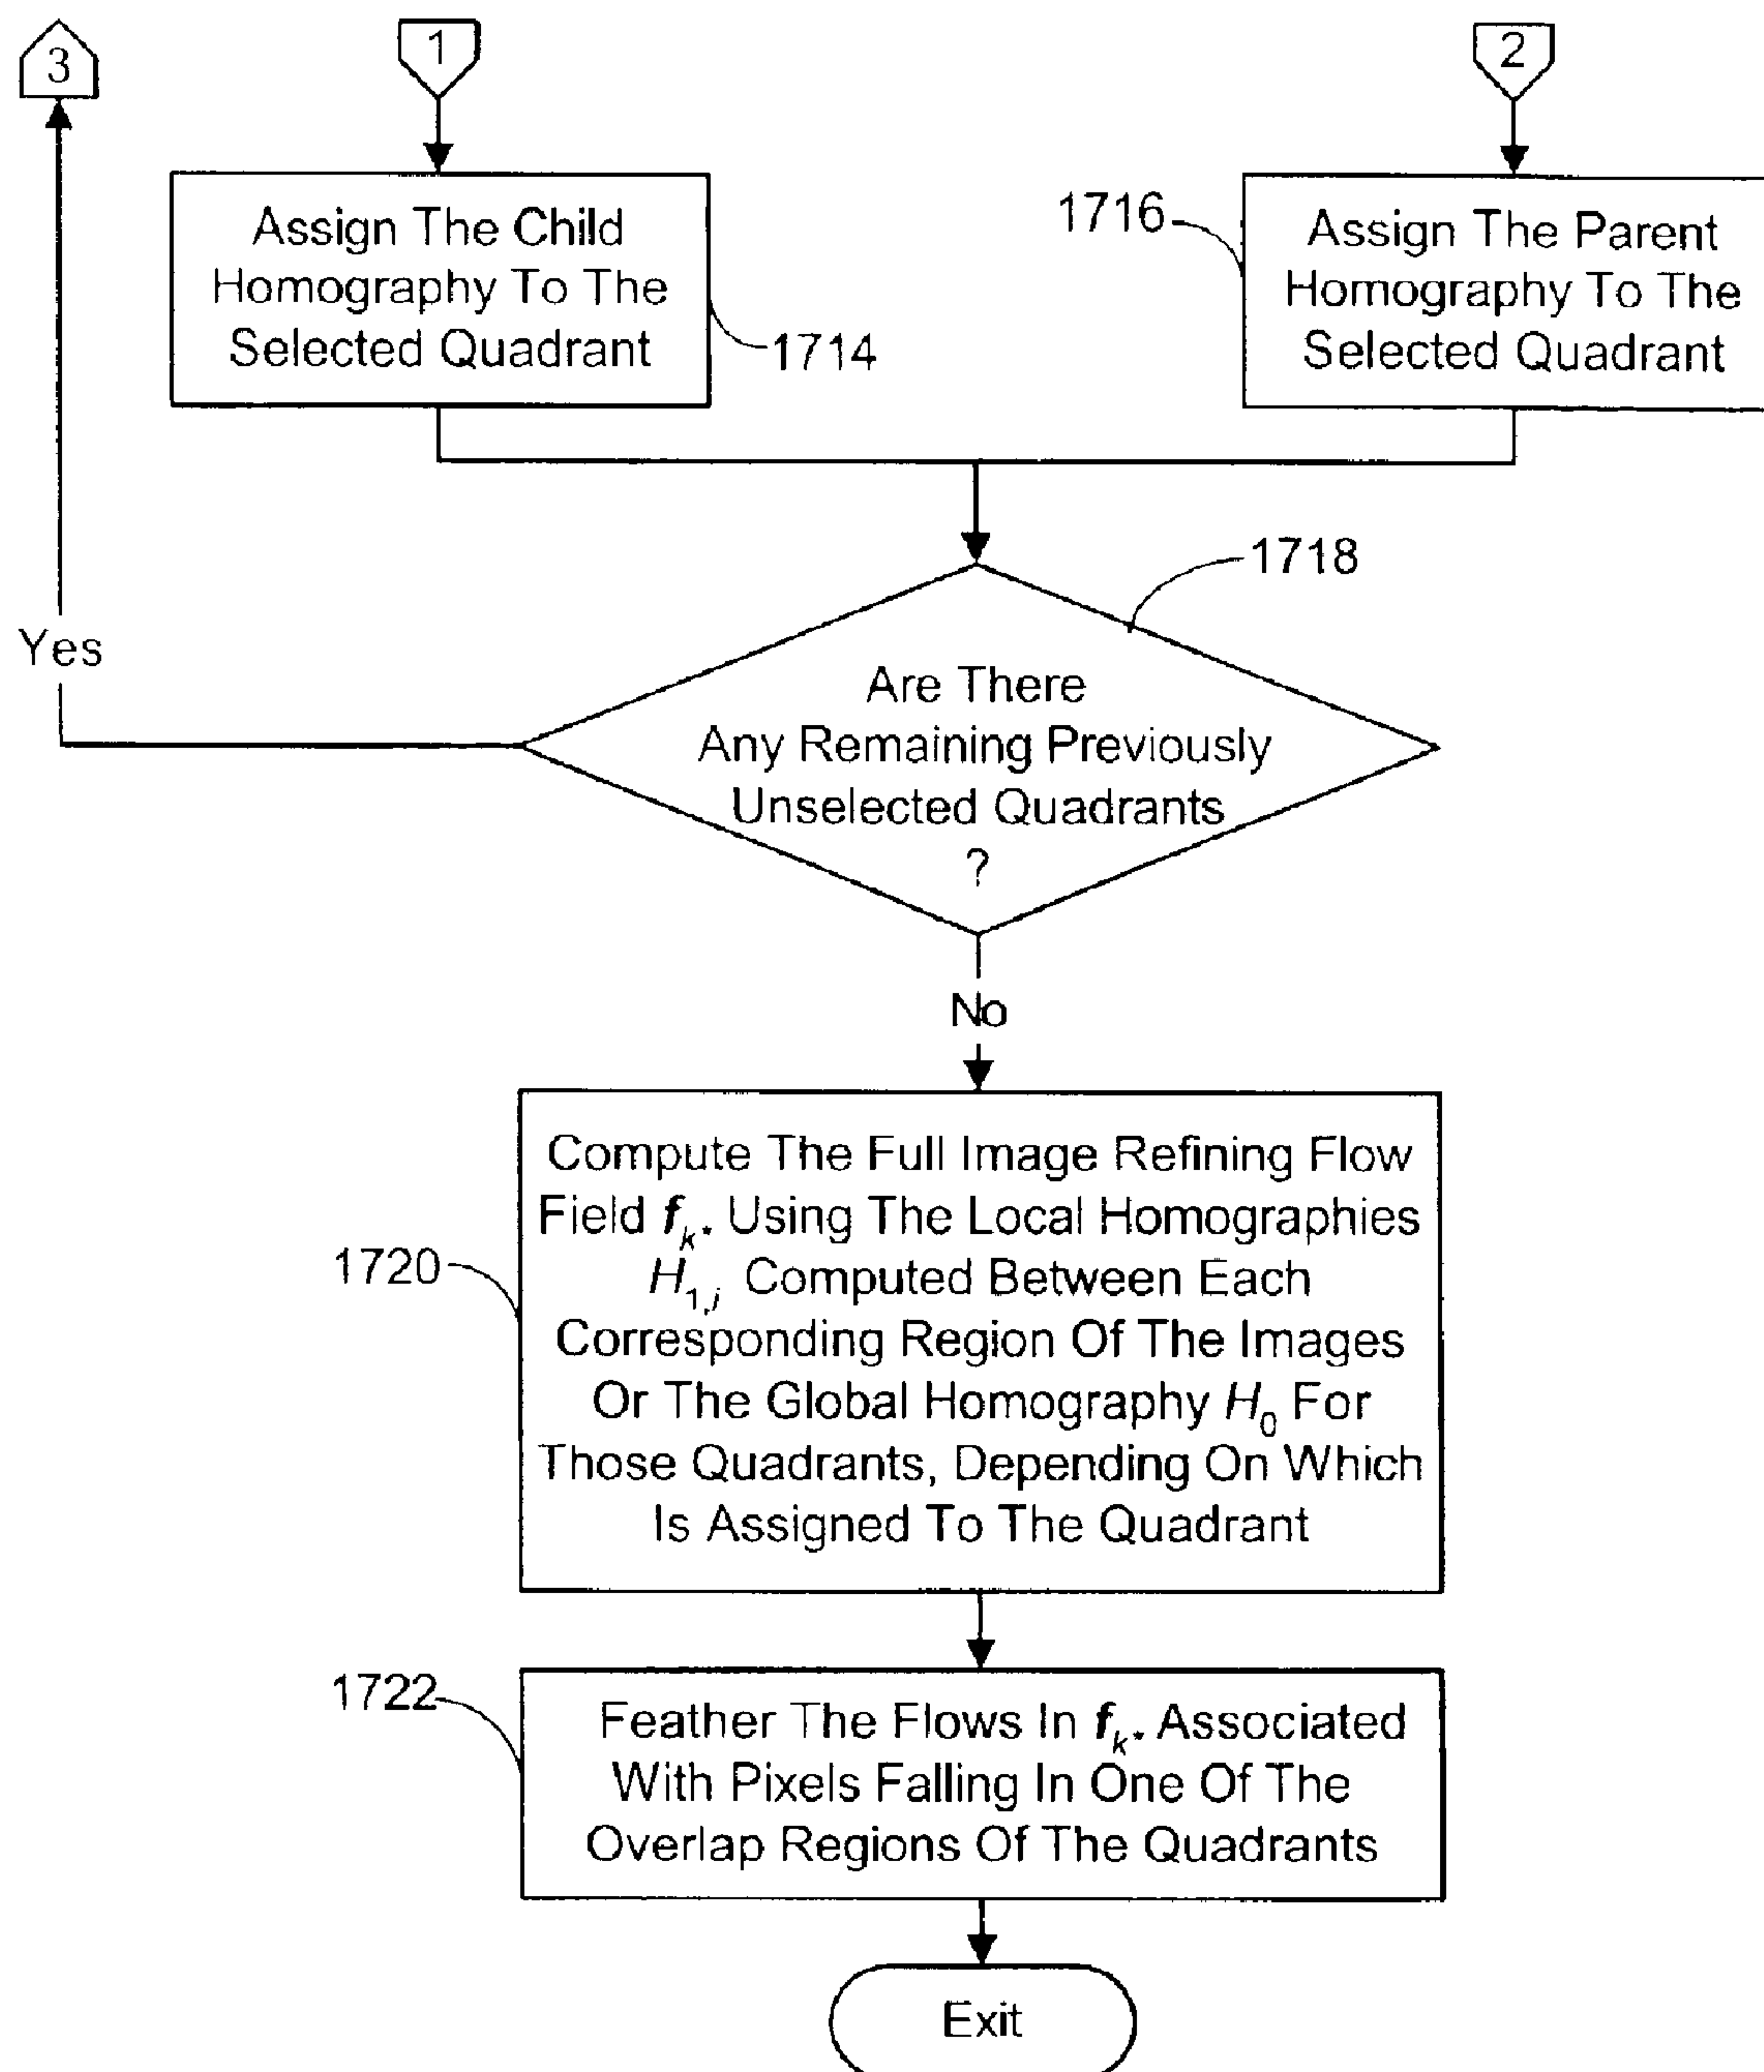 3
1
2
Assign The Child
Homography To The
Selected Quadrant
1714
1716
Assign The Parent
Homography To The
Selected Quadrant
1718
Yes
Are There
Any Remaining Previously
Unselected Quadrants
?
No
1720
Compute The Full Image Refining Flow
Field fk* Using The Local Homographies
H1,i Computed Between Each
Corresponding Region Of The Images
Or The Global Homography H0 For
Those Quadrants, Depending On Which
Is Assigned To The Quadrant
1722
Feather The Flows In fk* Associated
With Pixels Falling In One Of The
Overlap Regions Of The Quadrants
Exit